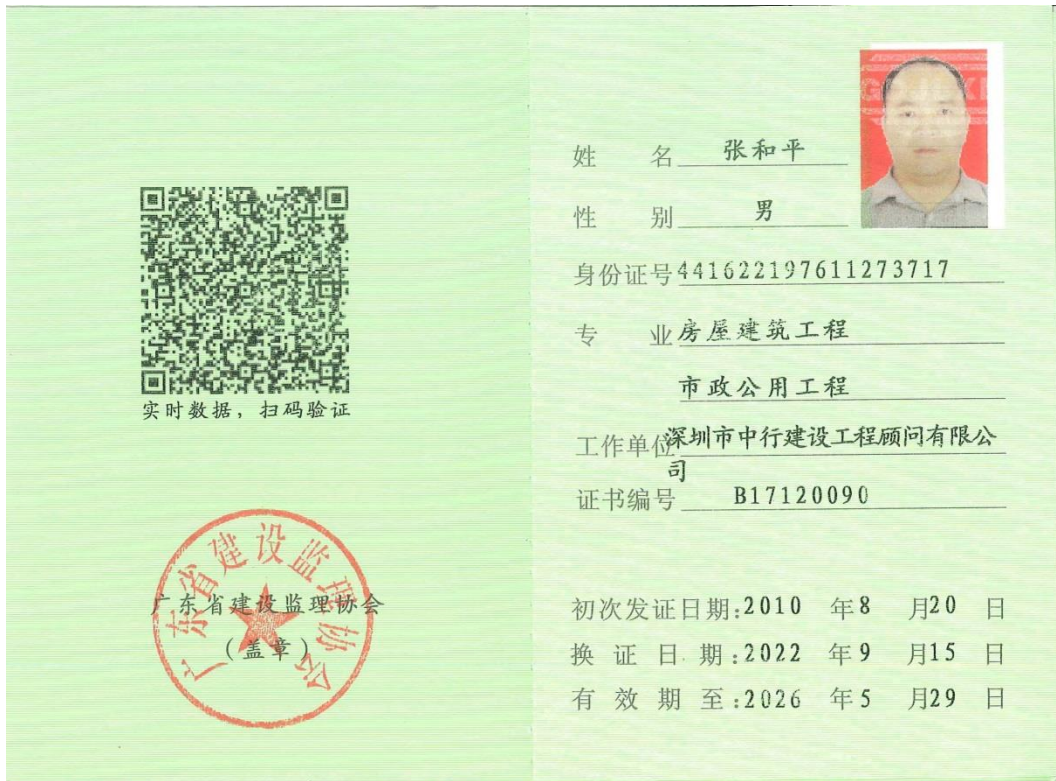 实时数据，扫码验证
广东省建设监理协会
广东省建设监理协会
（盖章）
姓 名 张和平
性 别 男
身份证号 441622197611273717
专 业 房屋建筑工程
市政公用工程
工作单位 深圳市中行建设工程顾问有限公
司
证书编号 B17120090
初次发证日期:2010 年8 月20 日
换 证 日 期:2022 年9 月15 日
有 效 期 至:2026 年5 月29 日